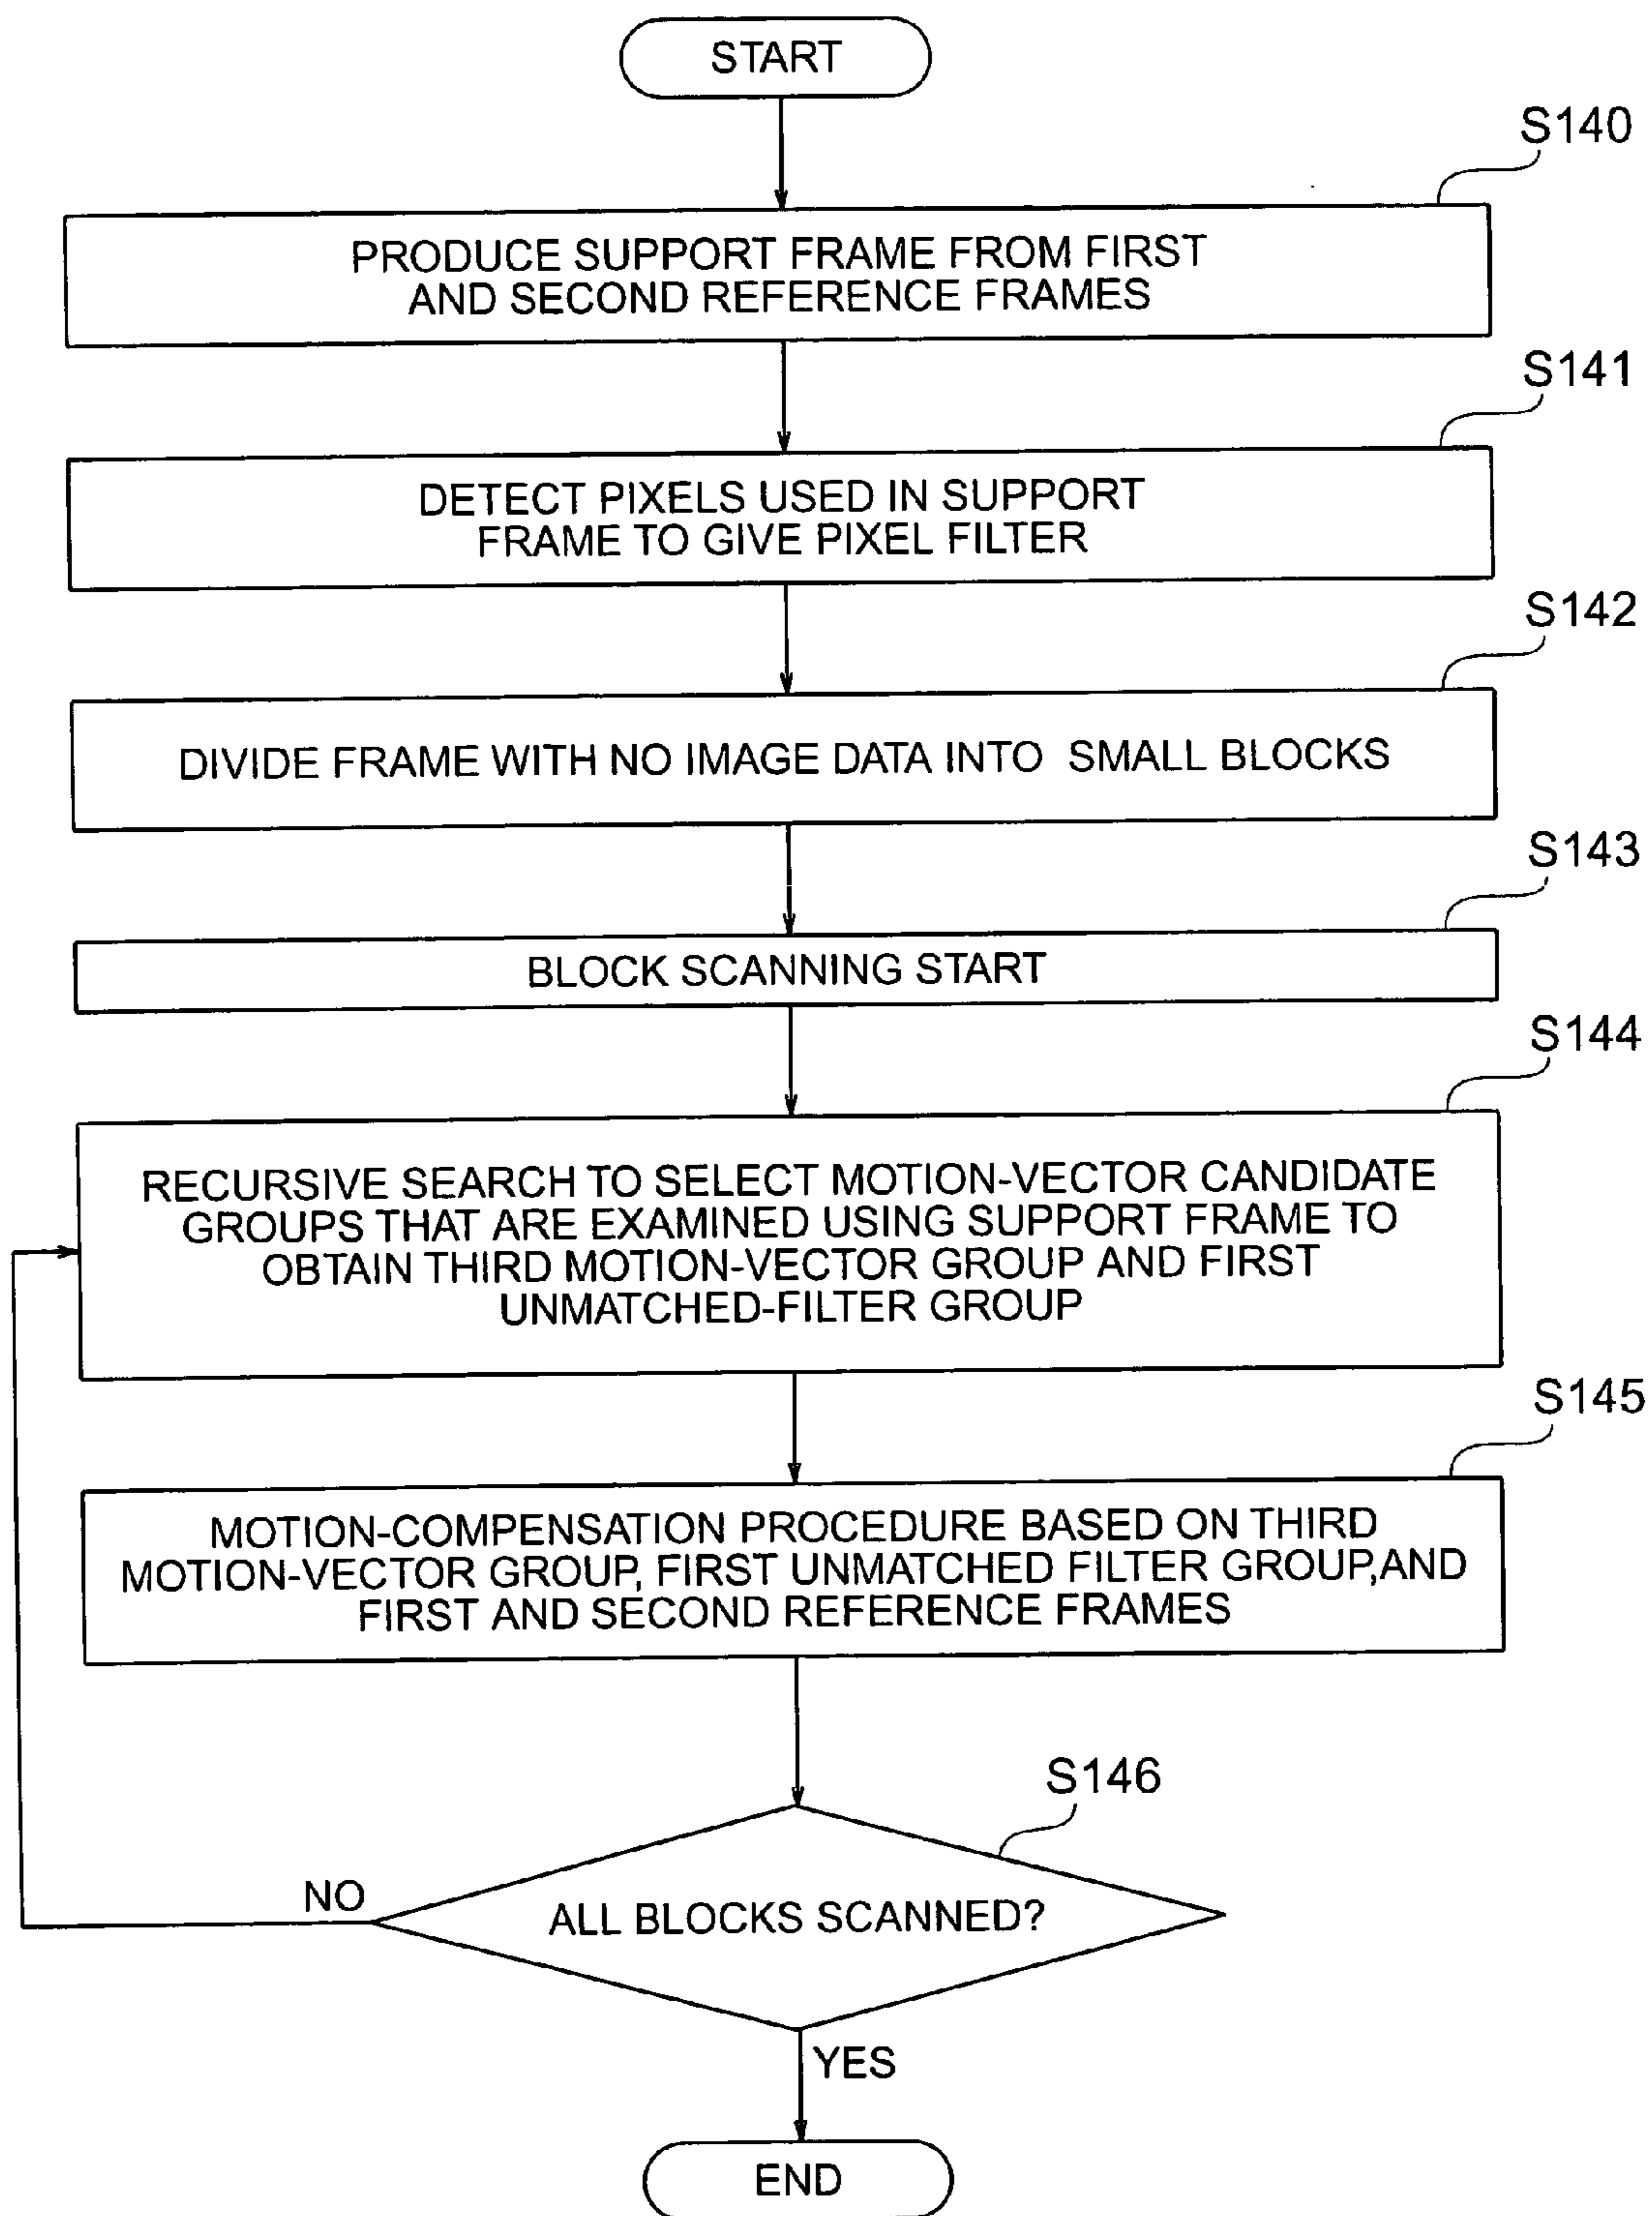 START
S140
PRODUCE SUPPORT FRAME FROM FIRST
AND SECOND REFERENCE FRAMES
S141
DETECT PIXELS USED IN SUPPORT
FRAME TO GIVE PIXEL FILTER
S142
DIVIDE FRAME WITH NO IMAGE DATA INTO SMALL BLOCKS
S143
BLOCK SCANNING START
S144
RECURSIVE SEARCH TO SELECT MOTION-VECTOR CANDIDATE
GROUPS THAT ARE EXAMINED USING SUPPORT FRAME TO
OBTAIN THIRD MOTION-VECTOR GROUP AND FIRST
UNMATCHED-FILTER GROUP
S145
MOTION-COMPENSATION PROCEDURE BASED ON THIRD
MOTION-VECTOR GROUP, FIRST UNMATCHED FILTER GROUP,AND
FIRST AND SECOND REFERENCE FRAMES
S146
NO
ALL BLOCKS SCANNED?
YES
END